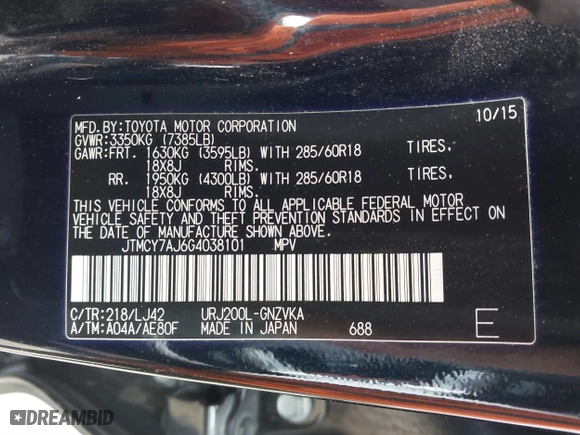 10/15
MFD.BY:TOYOTA MOTOR CORPORATION
GVWR:3350KG (7385LB)
GAWR:FRT. 1630KG (3595LB) WITH 285/60R18 TIRES,
18X8J RIMS.
RR. 1950KG (4300LB) WITH 285/60R18 TIRES,
18X8J RIMS.
THIS VEHICLE CONFORMS TO ALL APPLICABLE FEDERAL MOTOR
VEHICLE SAFETY AND THEFT PREVENTION STANDARDS IN EFFECT ON
THE DATE OF MANUFACTURE SHOWN ABOVE.
JTMCY7AJ6G4038101 MPV
C/TR:218/LJ42 URJ200L-GNZVKA
A/TM:A04A/AE80F MADE IN JAPAN 688 E
DREAMBID